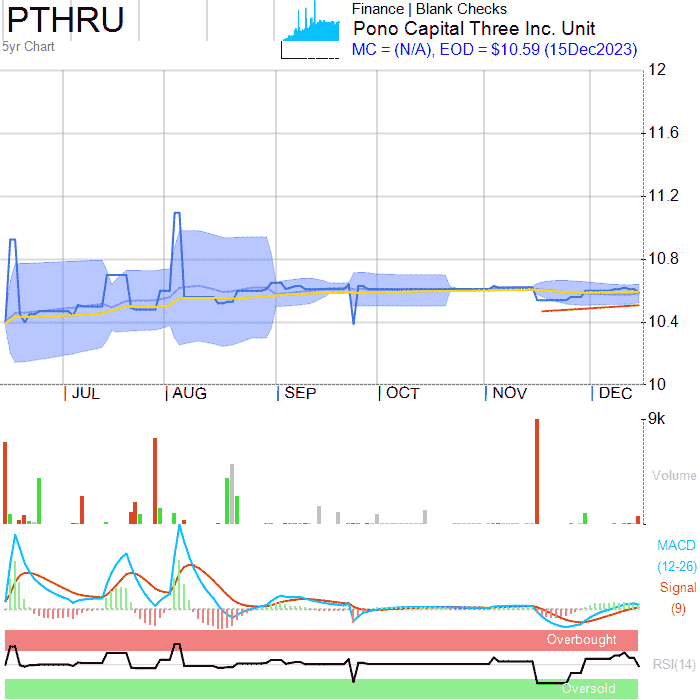 PTHRU
5yr Chart
Finance | Blank Checks
Pono Capital Three Inc. Unit
MC = (N/A), EOD = $10.59 (15Dec2023)
12
11.6
11.2
10.8
10.4
10
JUL AUG SEP OCT NOV DEC
9k
Volume
MACD
(12-26)
Signal
(9)
Overbought
RSI(14)
Oversold